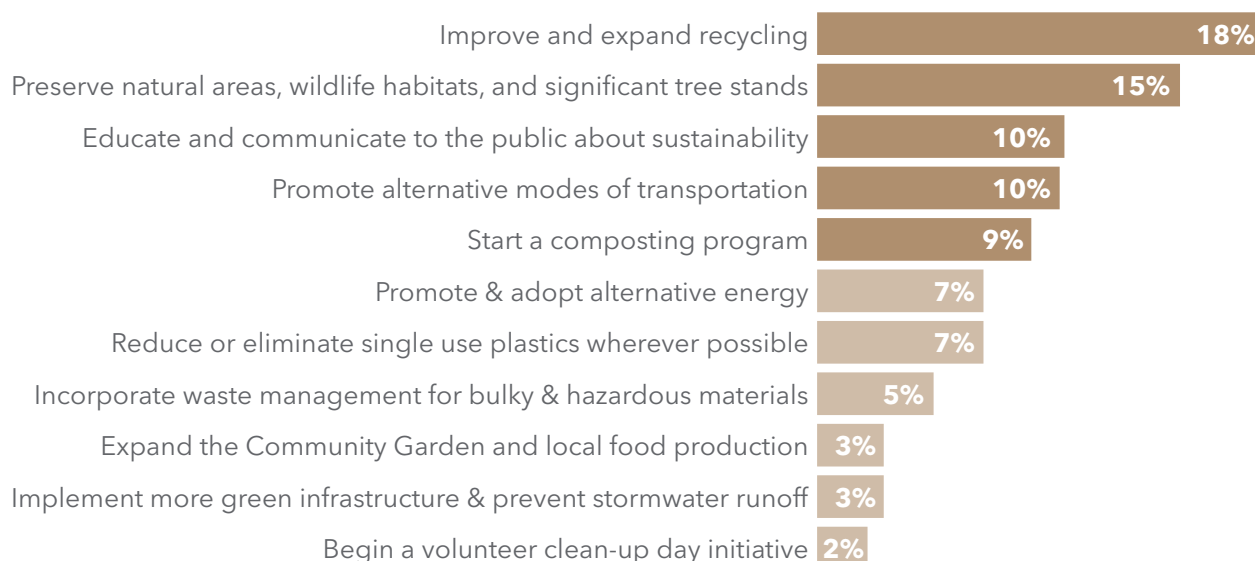 Improve and expand recycling 18%
Preserve natural areas, wildlife habitats, and significant tree stands 15%
Educate and communicate to the public about sustainability 10%
Promote alternative modes of transportation 10%
Start a composting program 9%
Promote & adopt alternative energy 7%
Reduce or eliminate single use plastics wherever possible 7%
Incorporate waste management for bulky & hazardous materials 5%
Expand the Community Garden and local food production 3%
Implement more green infrastructure & prevent stormwater runoff 3%
Begin a volunteer clean-up day initiative 2%